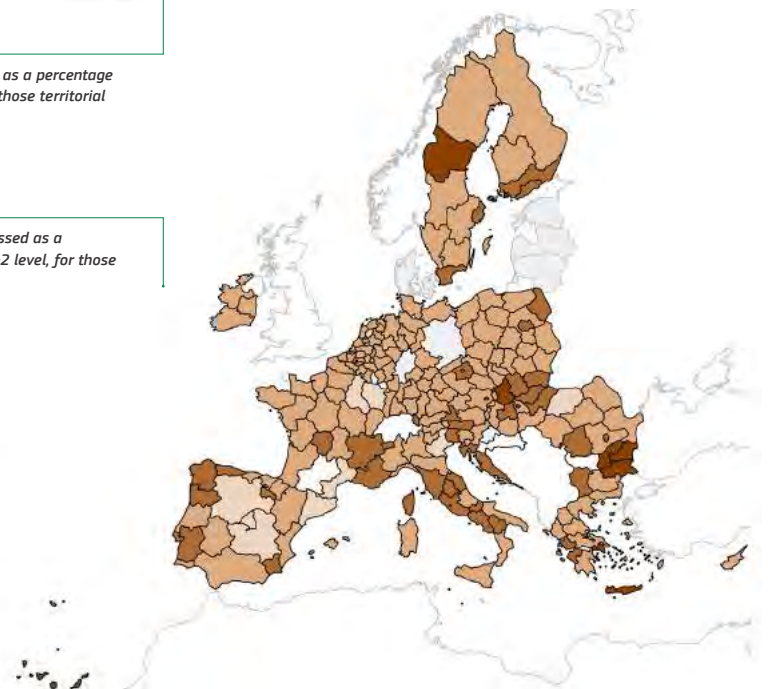 as a percentage
those territorial
ssed as a
2 level, for those